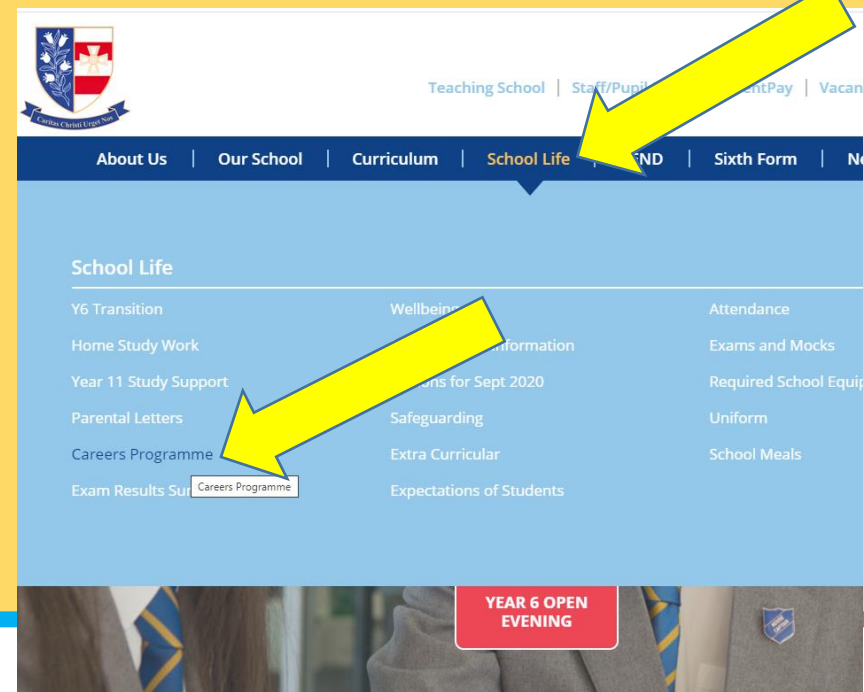 Caritas Christi Urget Nos
Teaching School | Staff/Pupil | Vacan
About Us | Our School | Curriculum | School Life | ND | Sixth Form | Ne
School Life
Y6 Transition Wellbeing Attendance
Home Study Work nformation Exams and Mocks
Year 11 Study Support ons for Sept 2020 Required School Equip
Parental Letters Safeguarding Uniform
Careers Programme Extra Curricular School Meals
Exam Results Su Careers Programme Expectations of Students
YEAR 6 OPEN
EVENING